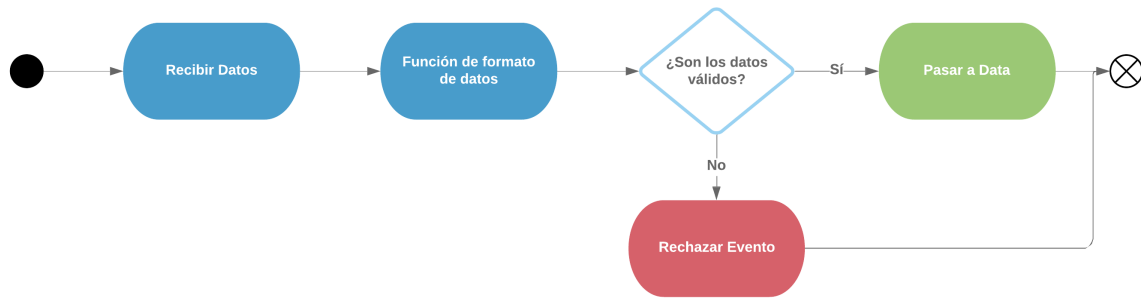 Recibir Datos
Función de formato
de datos
¿Son los datos
válidos?
Sí
Pasar a Data
No
Rechazar Evento